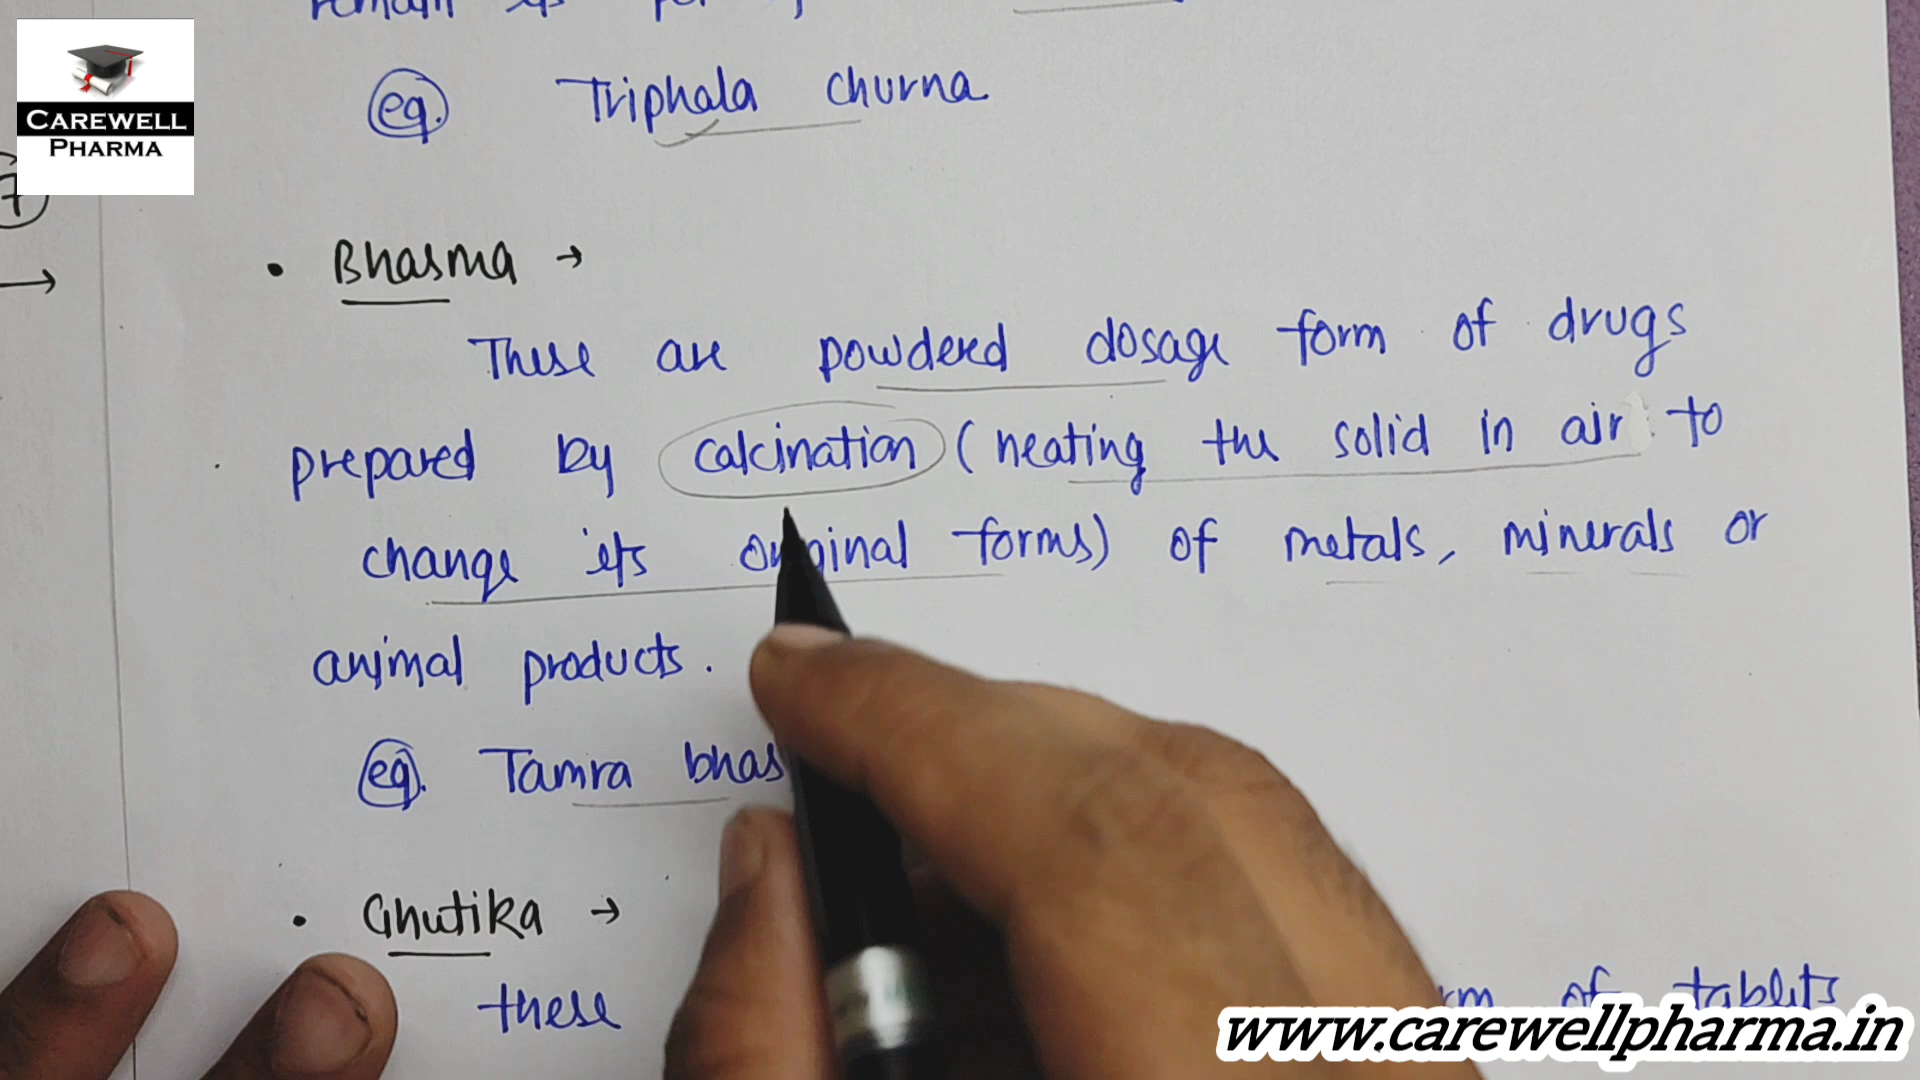 CAREWELL
PHARMA
eg. Triphala churna
7
• Bhasma →
These are powdered dosage form of drugs
prepared by calcination (heating the solid in air to
change its original forms) of metals, minerals or
animal products.
eg. Tamra bhas
• Ghutika →
these of tablets
www.carewellpharma.in